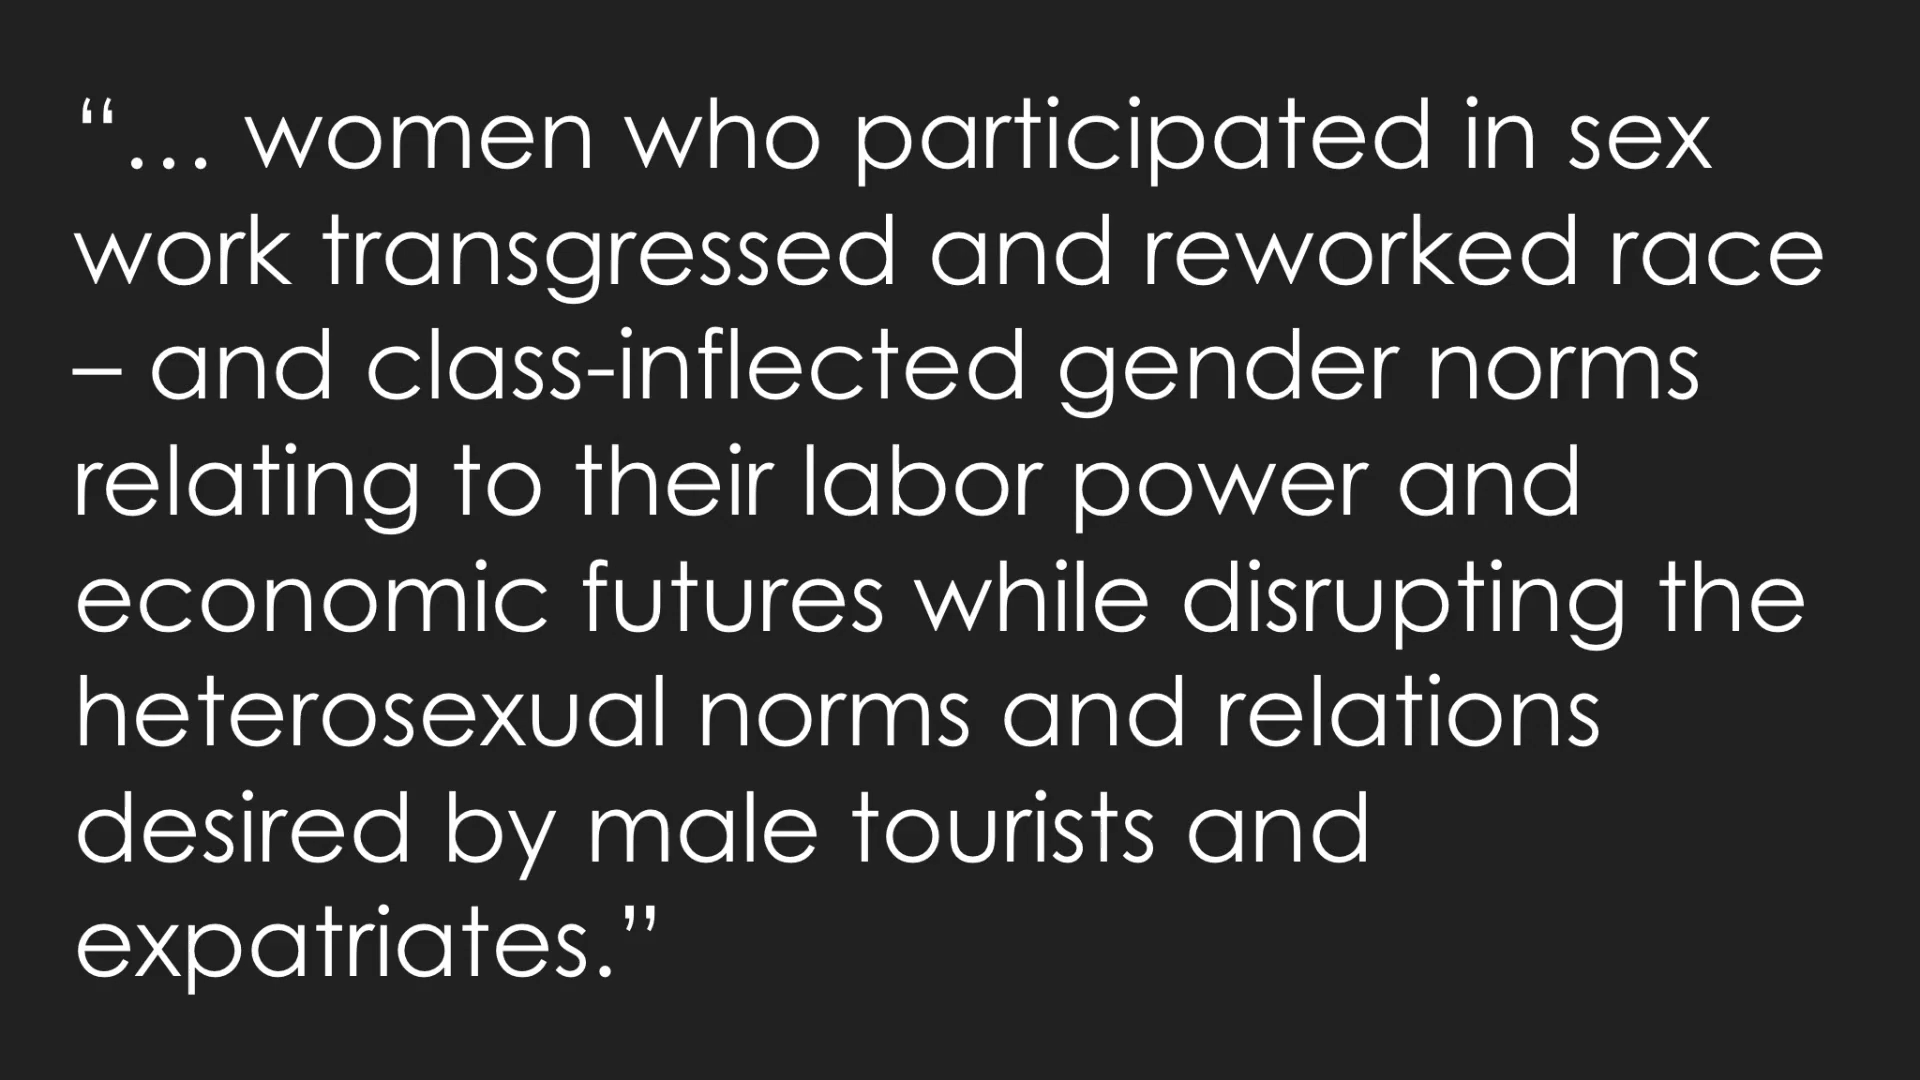 “… women who participated in sex
work transgressed and reworked race
– and class-inflected gender norms
relating to their labor power and
economic futures while disrupting the
heterosexual norms and relations
desired by male tourists and
expatriates.”